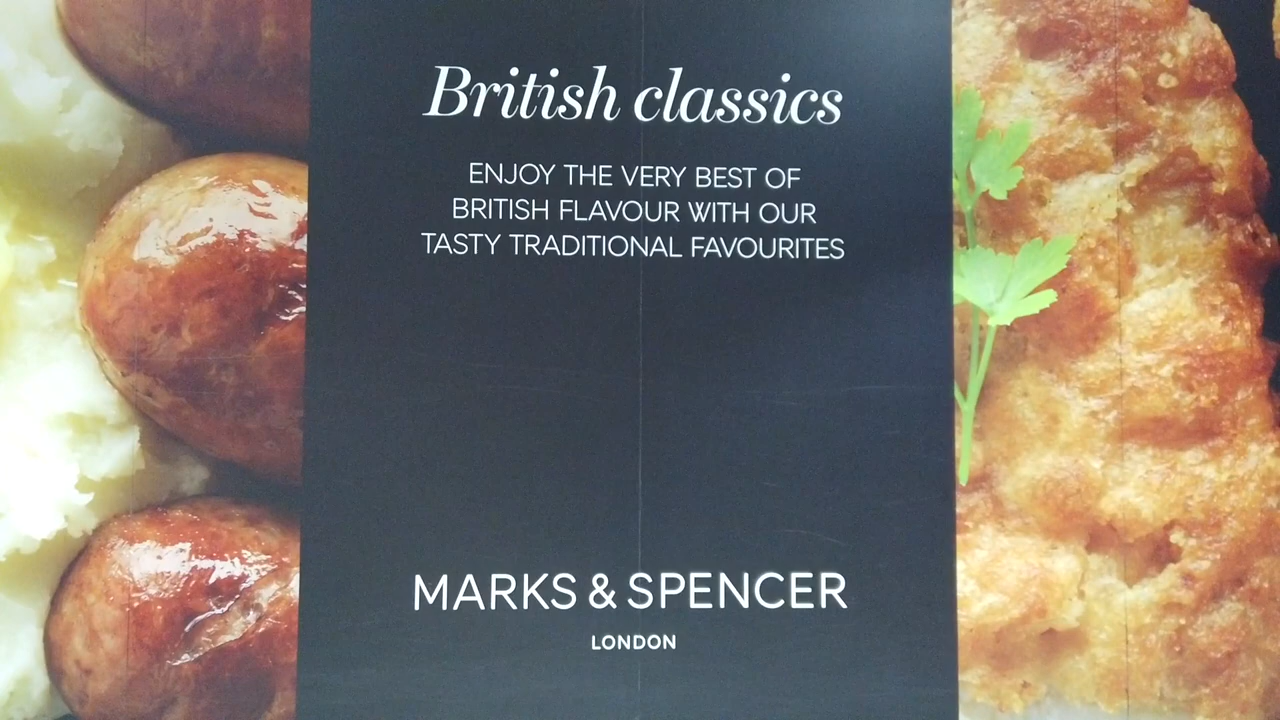 British classics
ENJOY THE VERY BEST OF
BRITISH FLAVOUR WITH OUR
TASTY TRADITIONAL FAVOURITES
MARKS & SPENCER
LONDON